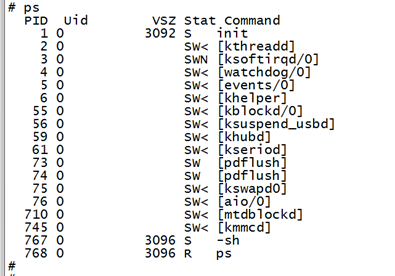 # ps
PID Uid VSZ Stat Command
1 0 3092 S init
2 0 SW< [kthreadd]
3 0 SWN [ksoftirqd/0]
4 0 SW< [watchdog/0]
5 0 SW< [events/0]
6 0 SW< [khelper]
55 0 SW< [kblockd/0]
56 0 SW< [ksuspend_usbd]
59 0 SW< [khubd]
61 0 SW< [kseriod]
73 0 SW [pdflush]
74 0 SW [pdflush]
75 0 SW< [kswapd0]
76 0 SW< [aio/0]
710 0 SW< [mtdblockd]
745 0 SW< [kmmcd]
767 0 3096 S -sh
768 0 3096 R ps
#